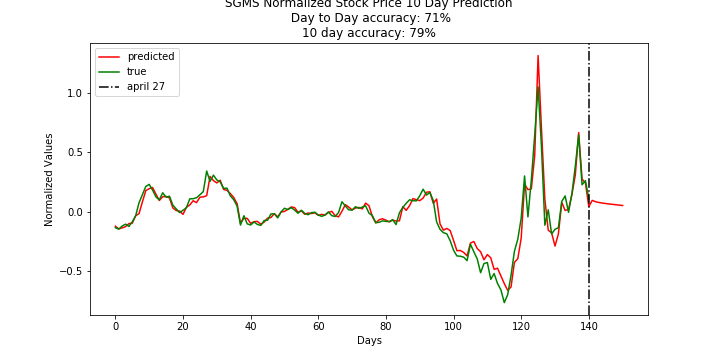 SGMS Normalized Stock Price 10 Day Prediction
Day to Day accuracy: 71%
10 day accuracy: 79%
predicted
true
april 27
Normalized Values
1.0
0.5
0.0
−0.5
0
20
40
60
80
100
120
140
Days